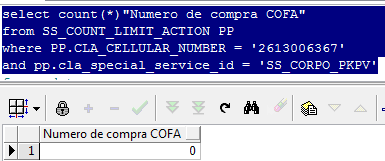 select count(*)"Numero de compra COFA"
from SS_COUNT_LIMIT_ACTION PP
where PP.CLA_CELLULAR_NUMBER = '2613006367'
and pp.cla_special_service_id = 'SS_CORPO_PKPV'
Numero de compra COFA
1 0